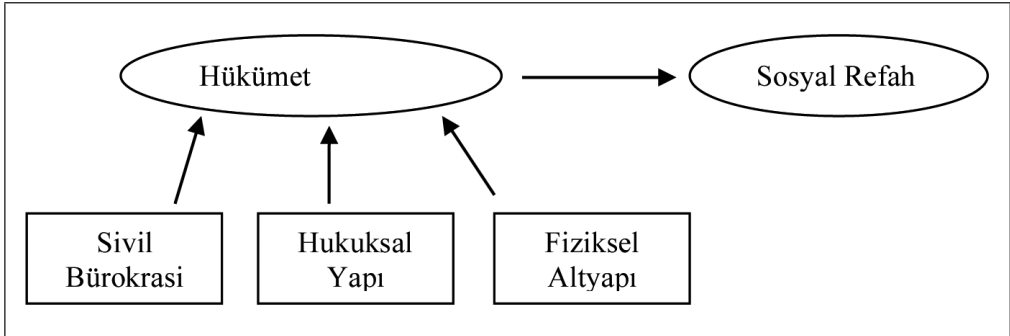 Hükümet
Sosyal Refah
Sivil
Bürokrasi
Hukuksal
Yapı
Fiziksel
Altyapı